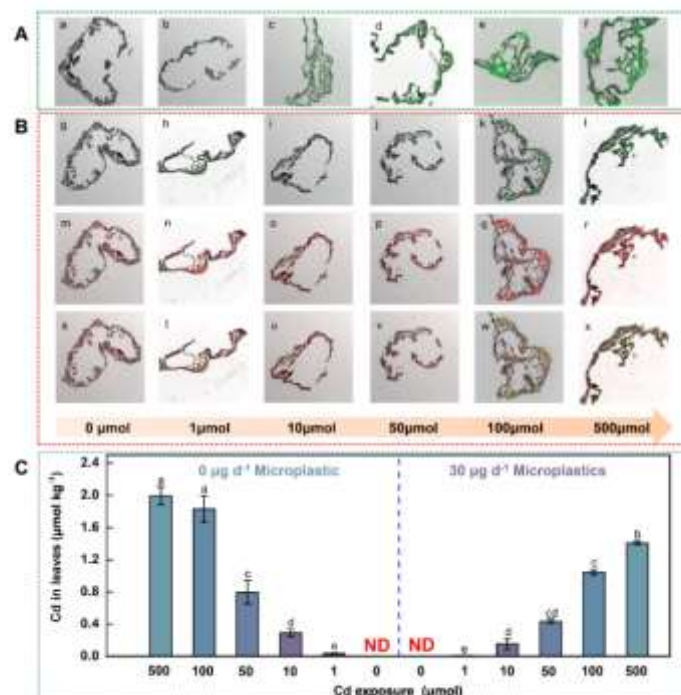 A
a b c d e f
B
g h i j k l
m n o p q r
s t u v w x
0 μmol 1μmol 10μmol 50μmol 100μmol 500μmol
C
0 μg d⁻¹ Microplastic 30 μg d⁻¹ Microplastics
Cd in leaves (μmol kg⁻¹)
2.4
2.0
1.6
1.2
0.8
0.4
0.0
a a c d e ND ND e cd c b
500 100 50 10 1 0 0 1 10 50 100 500
Cd exposure (μmol)